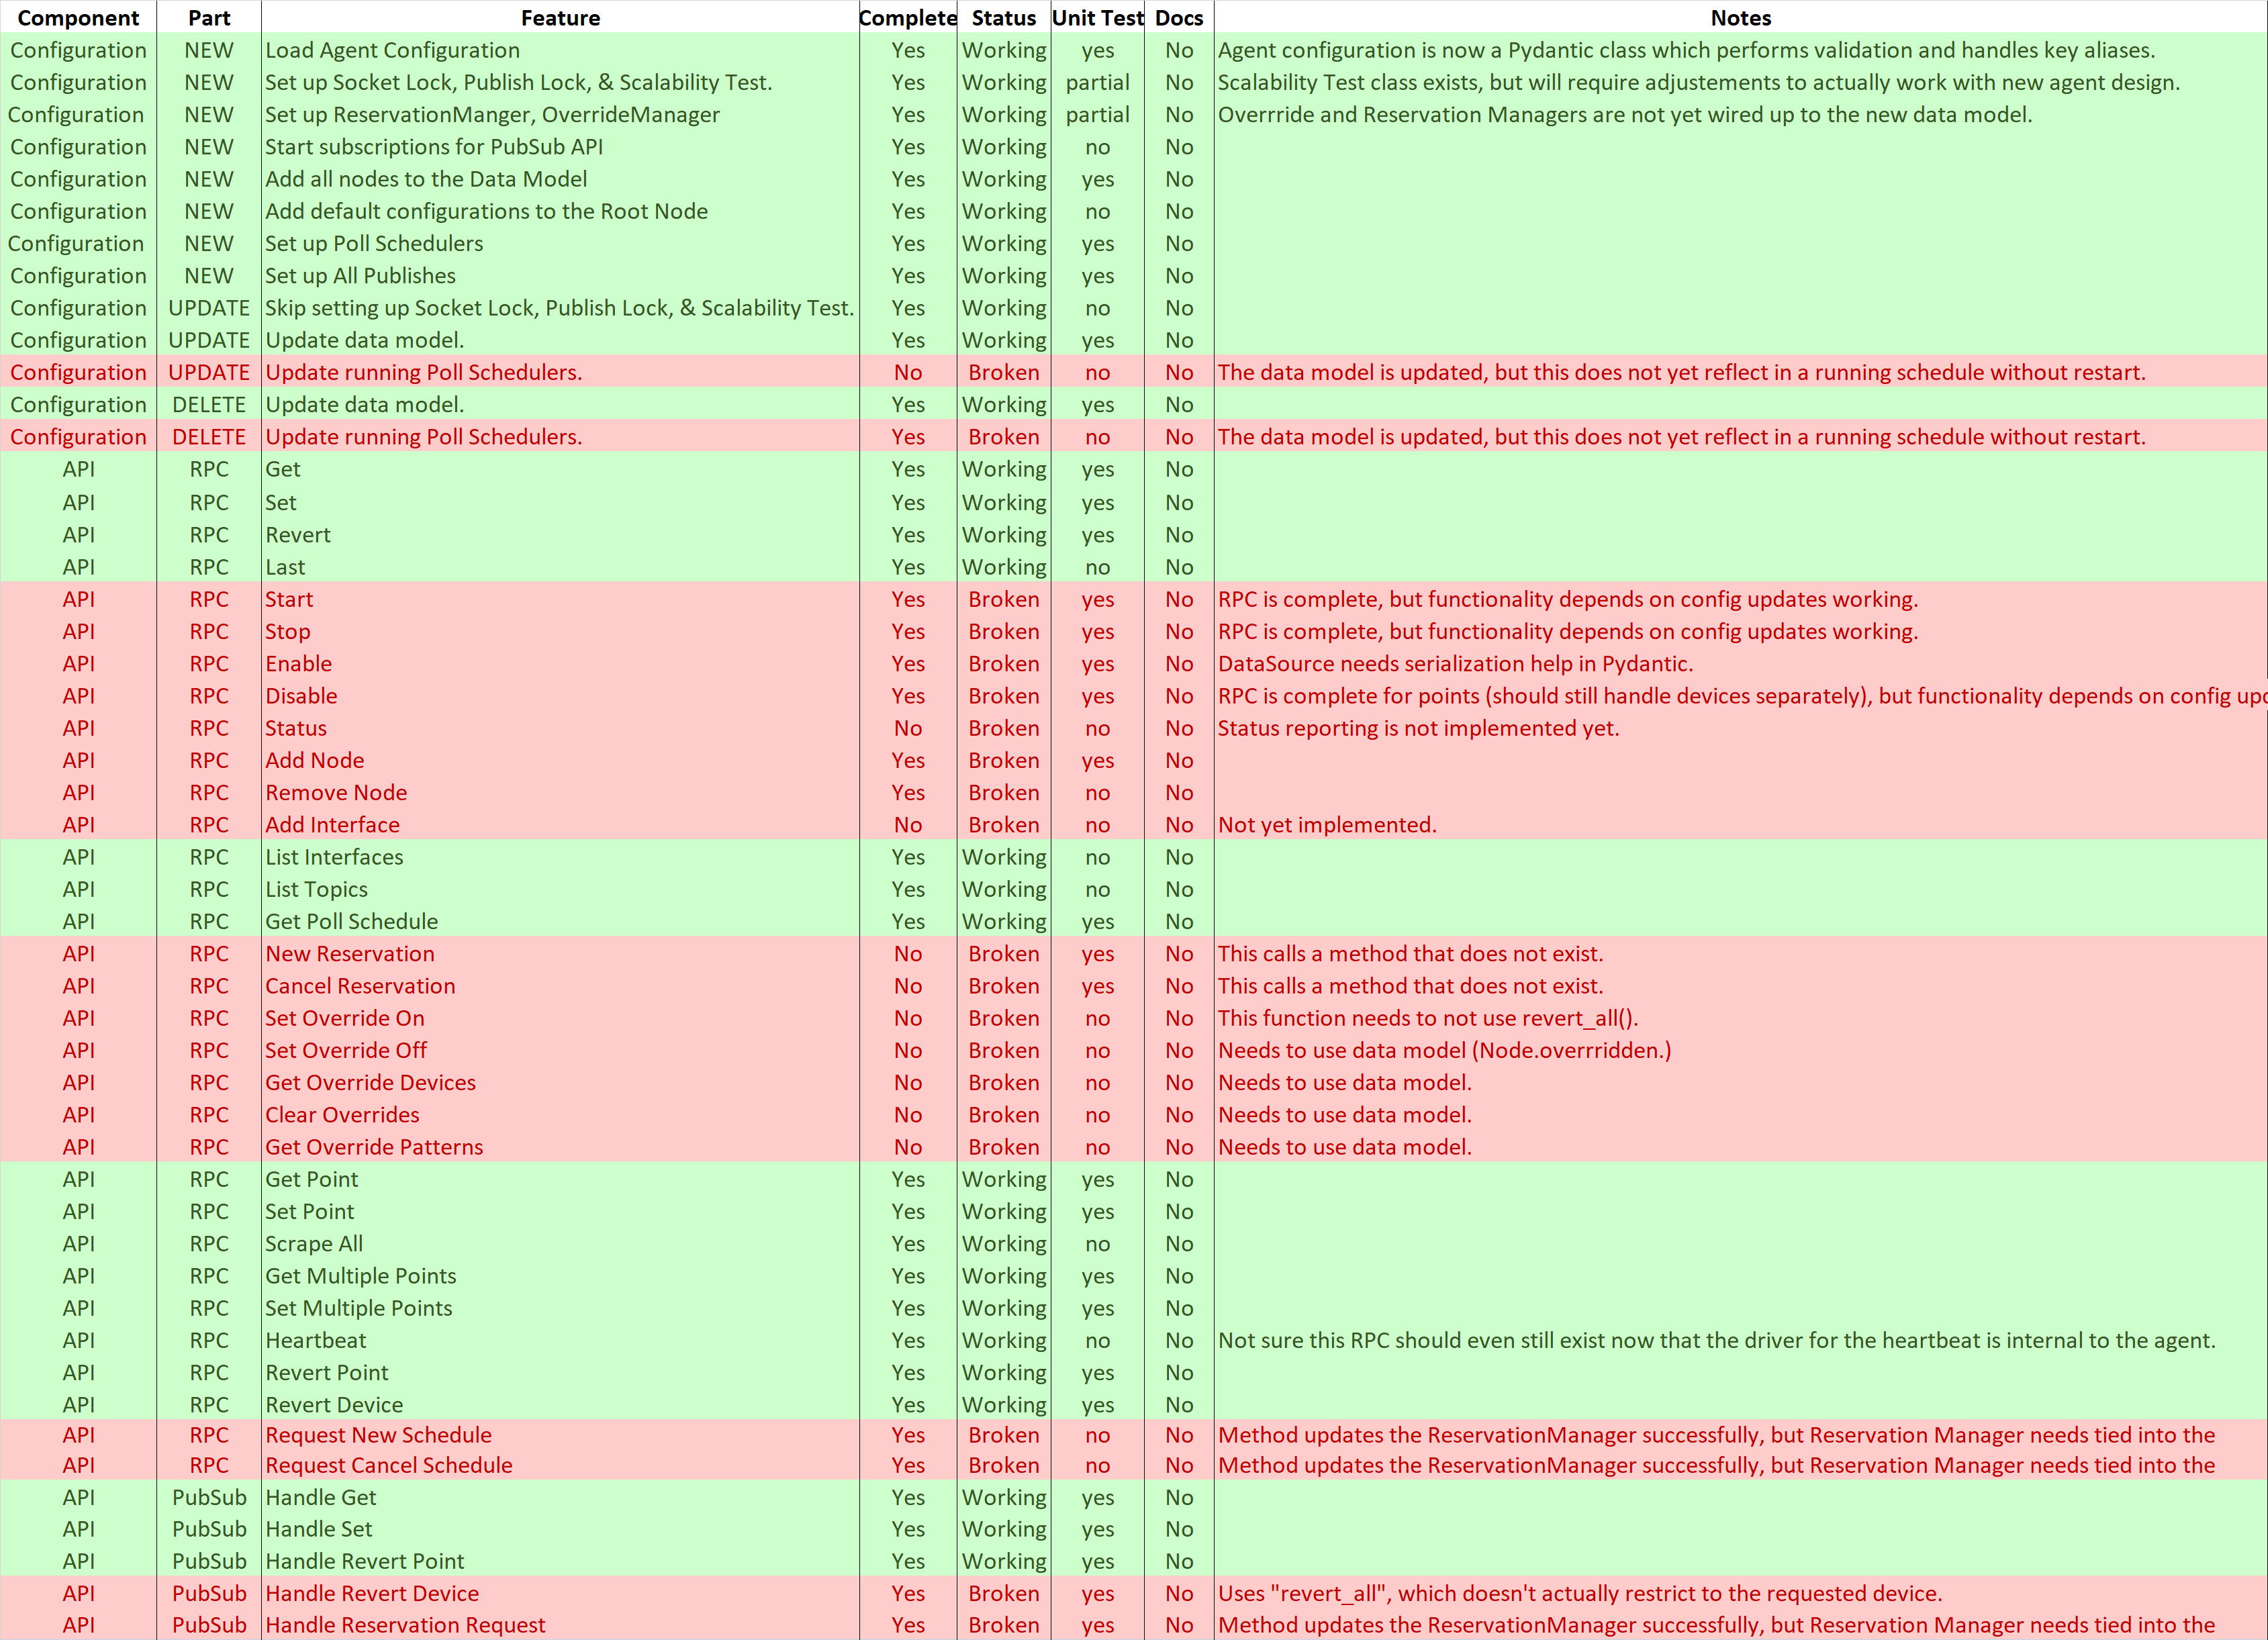 Component Part Feature Complete Status Unit Test Docs Notes
Configuration NEW Load Agent Configuration Yes Working yes No Agent configuration is now a Pydantic class which performs validation and handles key aliases.
Configuration NEW Set up Socket Lock, Publish Lock, & Scalability Test. Yes Working partial No Scalability Test class exists, but will require adjustements to actually work with new agent design.
Configuration NEW Set up ReservationManger, OverrideManager Yes Working partial No Overrride and Reservation Managers are not yet wired up to the new data model.
Configuration NEW Start subscriptions for PubSub API Yes Working no No
Configuration NEW Add all nodes to the Data Model Yes Working yes No
Configuration NEW Add default configurations to the Root Node Yes Working no No
Configuration NEW Set up Poll Schedulers Yes Working yes No
Configuration NEW Set up All Publishes Yes Working yes No
Configuration UPDATE Skip setting up Socket Lock, Publish Lock, & Scalability Test. Yes Working no No
Configuration UPDATE Update data model. Yes Working yes No
Configuration UPDATE Update running Poll Schedulers. No Broken no No The data model is updated, but this does not yet reflect in a running schedule without restart.
Configuration DELETE Update data model. Yes Working yes No
Configuration DELETE Update running Poll Schedulers. Yes Broken no No The data model is updated, but this does not yet reflect in a running schedule without restart.
API RPC Get Yes Working yes No
API RPC Set Yes Working yes No
API RPC Revert Yes Working yes No
API RPC Last Yes Working no No
API RPC Start Yes Broken yes No RPC is complete, but functionality depends on config updates working.
API RPC Stop Yes Broken yes No RPC is complete, but functionality depends on config updates working.
API RPC Enable Yes Broken yes No DataSource needs serialization help in Pydantic.
API RPC Disable Yes Broken yes No RPC is complete for points (should still handle devices separately), but functionality depends on config
API RPC Status No Broken no No Status reporting is not implemented yet.
API RPC Add Node Yes Broken yes No
API RPC Remove Node Yes Broken no No
API RPC Add Interface No Broken no No Not yet implemented.
API RPC List Interfaces Yes Working no No
API RPC List Topics Yes Working no No
API RPC Get Poll Schedule Yes Working yes No
API RPC New Reservation No Broken yes No This calls a method that does not exist.
API RPC Cancel Reservation No Broken yes No This calls a method that does not exist.
API RPC Set Override On No Broken no No This function needs to not use revert_all().
API RPC Set Override Off No Broken no No Needs to use data model (Node.overrridden.)
API RPC Get Override Devices No Broken no No Needs to use data model.
API RPC Clear Overrides No Broken no No Needs to use data model.
API RPC Get Override Patterns No Broken no No Needs to use data model.
API RPC Get Point Yes Working yes No
API RPC Set Point Yes Working yes No
API RPC Scrape All Yes Working no No
API RPC Get Multiple Points Yes Working yes No
API RPC Set Multiple Points Yes Working yes No
API RPC Heartbeat Yes Working no No Not sure this RPC should even still exist now that the driver for the heartbeat is internal to the agent.
API RPC Revert Point Yes Working yes No
API RPC Revert Device Yes Working yes No
API RPC Request New Schedule Yes Broken no No Method updates the ReservationManager successfully, but Reservation Manager needs tied into the
API RPC Request Cancel Schedule Yes Broken no No Method updates the ReservationManager successfully, but Reservation Manager needs tied into the
API PubSub Handle Get Yes Working yes No
API PubSub Handle Set Yes Working yes No
API PubSub Handle Revert Point Yes Working yes No
API PubSub Handle Revert Device Yes Broken yes No Uses "revert_all", which doesn't actually restrict to the requested device.
API PubSub Handle Reservation Request Yes Broken yes No Method updates the ReservationManager successfully, but Reservation Manager needs tied into the